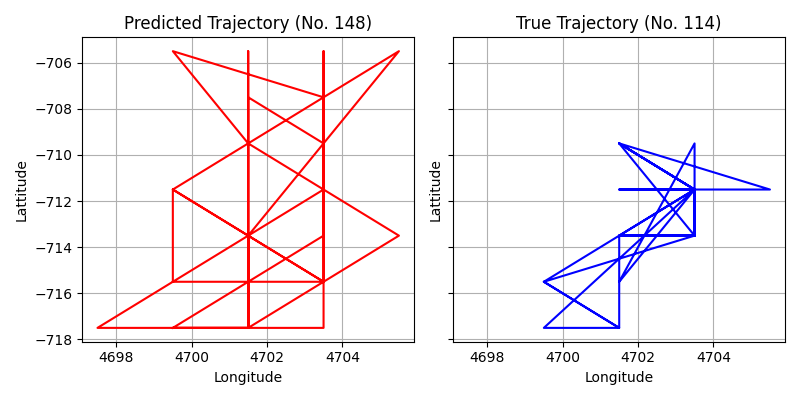 Predicted Trajectory (No. 148)
True Trajectory (No. 114)
−706
−708
−710
−712
−714
−716
−718
Lattitude
Lattitude
4698 4700 4702 4704
4698 4700 4702 4704
Longitude
Longitude